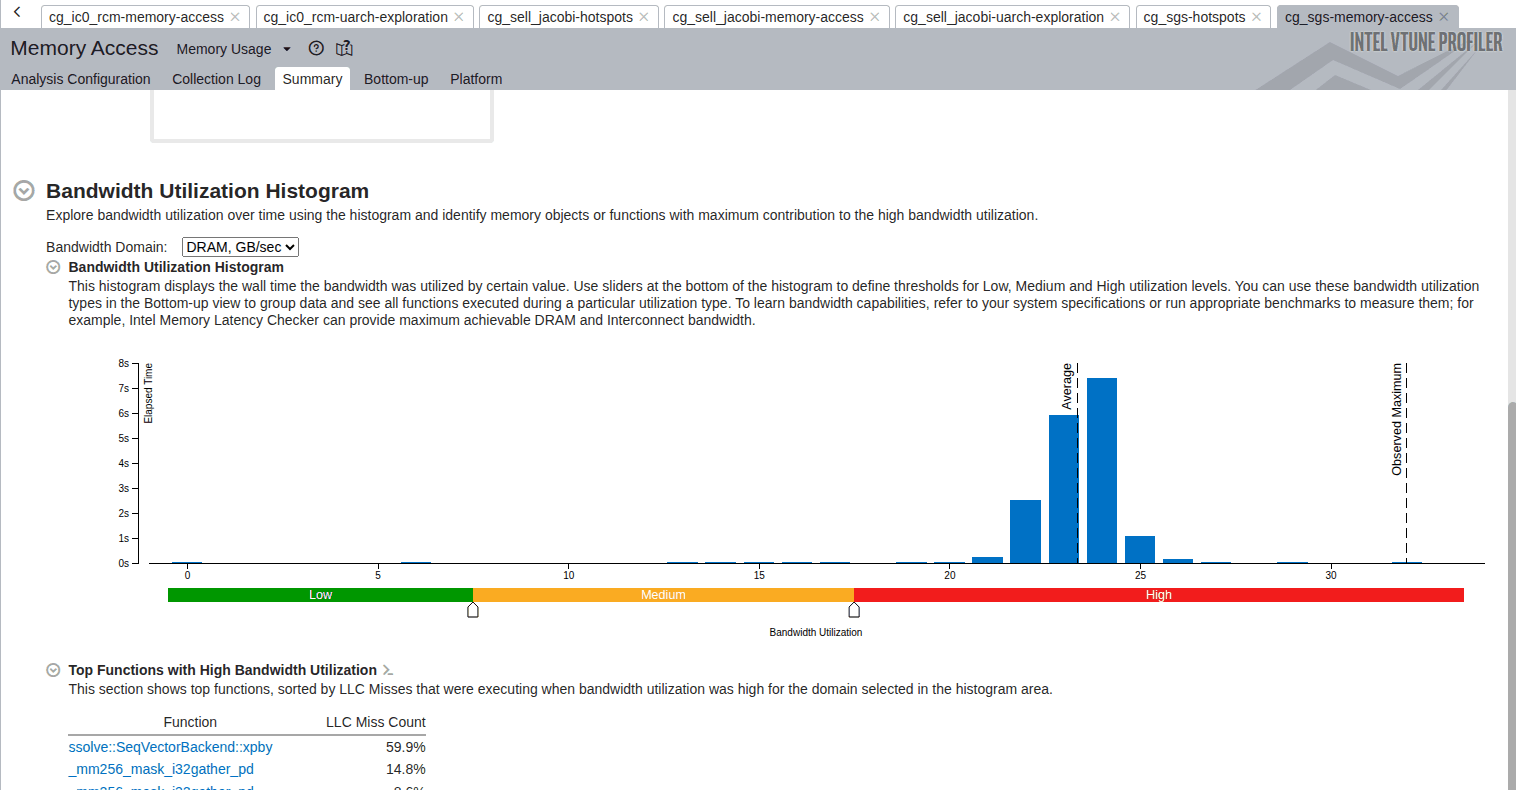 cg_ic0_rcm-memory-access
cg_ic0_rcm-uarch-exploration
cg_sell_jacobi-hotspots
cg_sell_jacobi-memory-access
cg_sell_jacobi-uarch-exploration
cg_sgs-hotspots
cg_sgs-memory-access
Memory Access
Memory Usage
INTEL VTUNE PROFILER
Analysis Configuration
Collection Log
Summary
Bottom-up
Platform
Bandwidth Utilization Histogram
Explore bandwidth utilization over time using the histogram and identify memory objects or functions with maximum contribution to the high bandwidth utilization.
Bandwidth Domain: DRAM, GB/sec
Bandwidth Utilization Histogram
This histogram displays the wall time the bandwidth was utilized by certain value. Use sliders at the bottom of the histogram to define thresholds for Low, Medium and High utilization levels. You can use these bandwidth utilization
types in the Bottom-up view to group data and see all functions executed during a particular utilization type. To learn bandwidth capabilities, refer to your system specifications or run appropriate benchmarks to measure them; for
example, Intel Memory Latency Checker can provide maximum achievable DRAM and Interconnect bandwidth.
8s
7s
6s
5s
4s
3s
2s
1s
0s
Elapsed Time
Average
Observed Maximum
0 5 10 15 20 25 30
Low Medium High
Bandwidth Utilization
Top Functions with High Bandwidth Utilization
This section shows top functions, sorted by LLC Misses that were executing when bandwidth utilization was high for the domain selected in the histogram area.
Function LLC Miss Count
ssolve::SeqVectorBackend::xpby 59.9%
_mm256_mask_i32gather_pd 14.8%
_mm256_mask_i32gather_pd